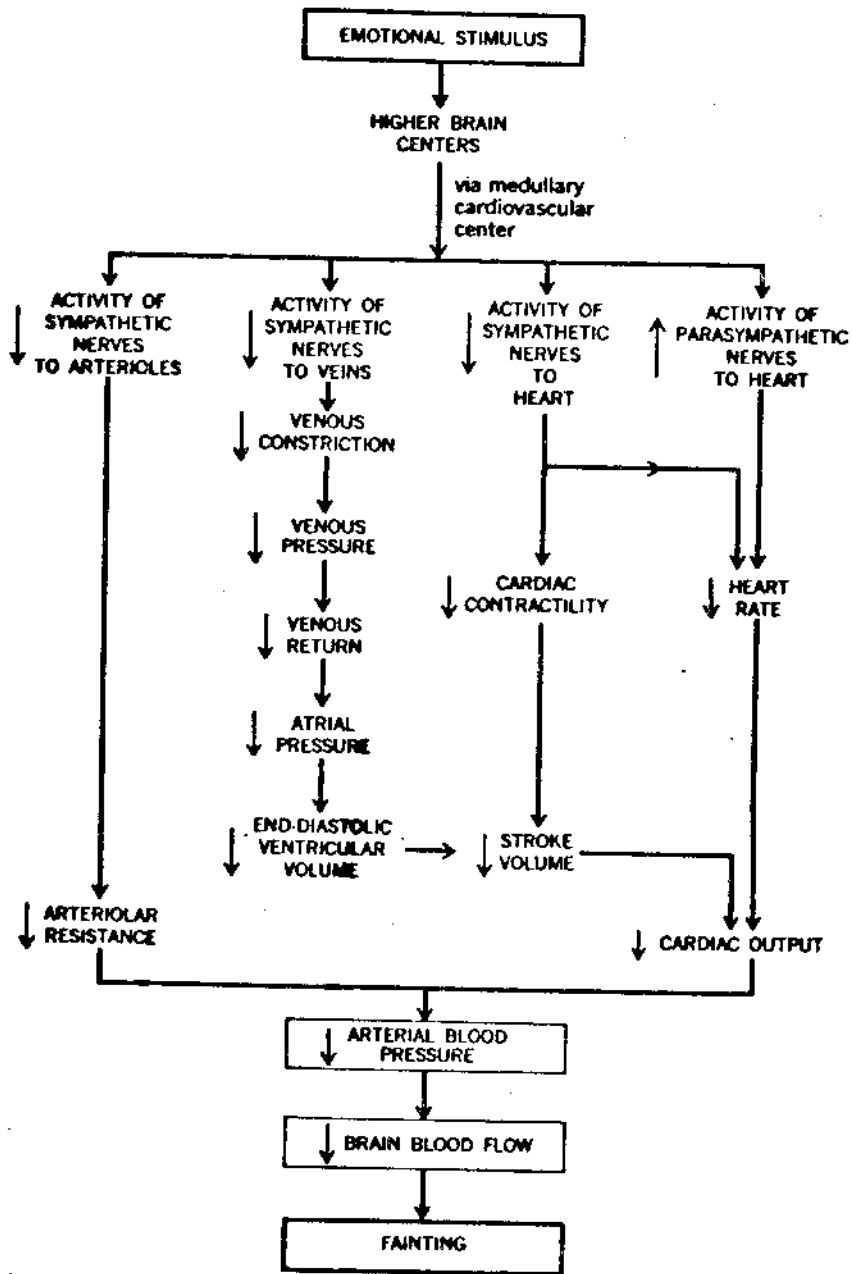 EMOTIONAL STIMULUS
HIGHER BRAIN
CENTERS
via medullary
cardiovascular
center
ACTIVITY OF
SYMPATHETIC
NERVES
TO ARTERIOLES
ACTIVITY OF
SYMPATHETIC
NERVES
TO VEINS
ACTIVITY OF
SYMPATHETIC
NERVES
TO
HEART
ACTIVITY OF
PARASYMPATHETIC
NERVES
TO HEART
VENOUS
CONSTRICTION
VENOUS
PRESSURE
VENOUS
RETURN
ATRIAL
PRESSURE
END-DIASTOLIC
VENTRICULAR
VOLUME
CARDIAC
CONTRACTILITY
HEART
RATE
STROKE
VOLUME
ARTERIOLAR
RESISTANCE
CARDIAC OUTPUT
ARTERIAL BLOOD
PRESSURE
BRAIN BLOOD FLOW
FAINTING